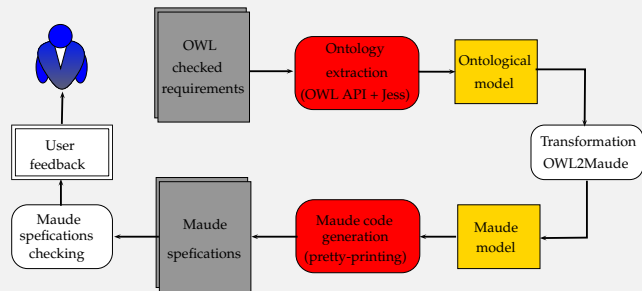 OWL
checked
requirements
Ontology
extraction
(OWL API + Jess)
Ontological
model
Transformation
OWL2Maude
User
feedback
Maude
spefications
checking
Maude
spefications
Maude code
generation
(pretty-printing)
Maude
model